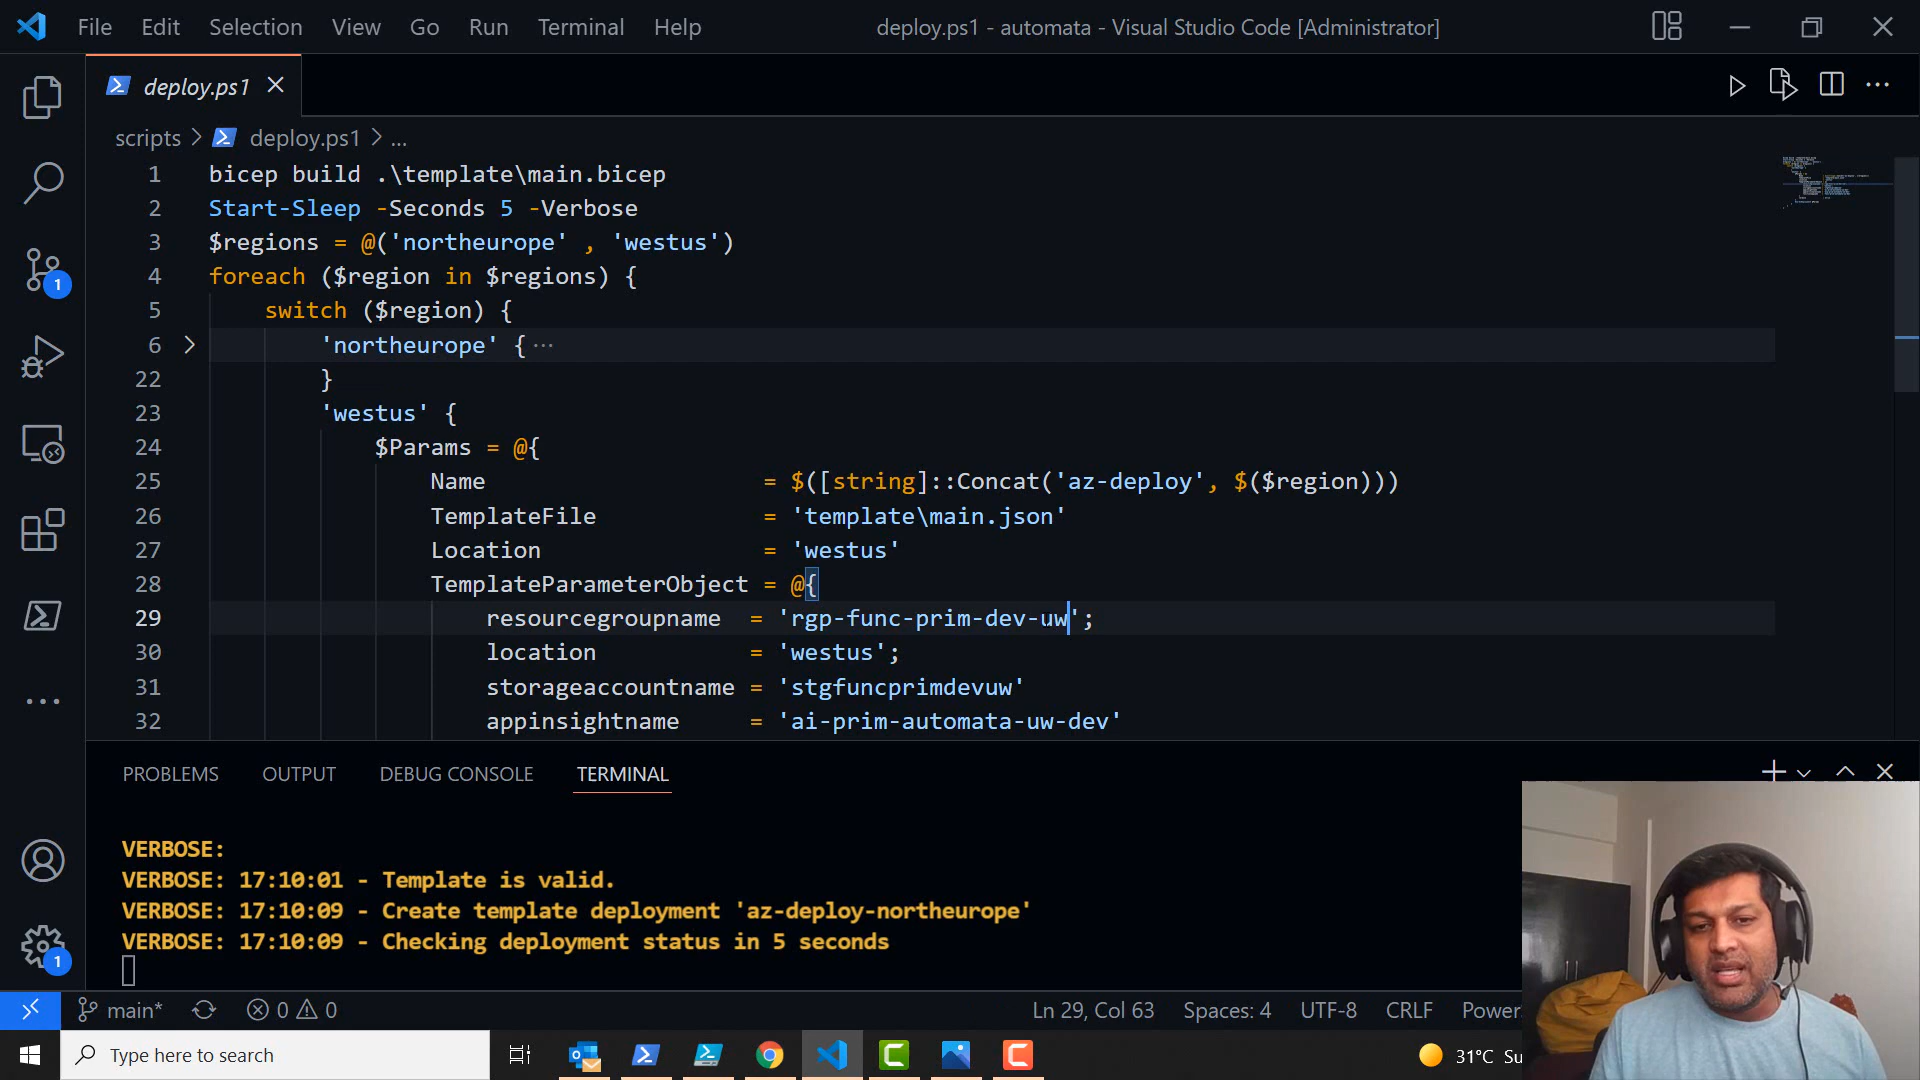 File Edit Selection View Go Run Terminal Help
deploy.ps1 - automata - Visual Studio Code [Administrator]
deploy.ps1
scripts > deploy.ps1 > ...
1 bicep build .\template\main.bicep
2 Start-Sleep -Seconds 5 -Verbose
3 $regions = @('northeurope' , 'westus')
4 foreach ($region in $regions) {
5 switch ($region) {
6 'northeurope' { ...
22 }
23 'westus' {
24 $Params = @{
25 Name = $([string]::Concat('az-deploy', $($region)))
26 TemplateFile = 'template\main.json'
27 Location = 'westus'
28 TemplateParameterObject = @{
29 resourcegroupname = 'rgp-func-prim-dev-uw';
30 location = 'westus';
31 storageaccountname = 'stgfuncprimdevuw'
32 appinsightname = 'ai-prim-automata-uw-dev'
1
PROBLEMS OUTPUT DEBUG CONSOLE TERMINAL
VERBOSE:
VERBOSE: 17:10:01 - Template is valid.
VERBOSE: 17:10:09 - Create template deployment 'az-deploy-northeurope'
VERBOSE: 17:10:09 - Checking deployment status in 5 seconds
1
main* 0 0 Ln 29, Col 63 Spaces: 4 UTF-8 CRLF Power
Type here to search
31°C Su